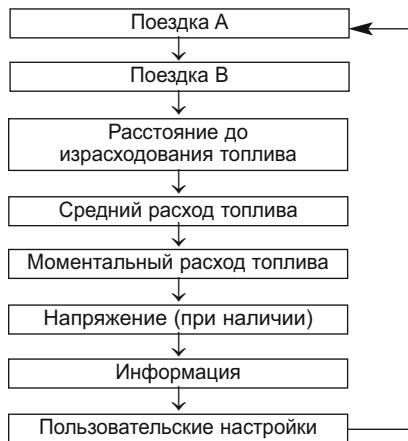 Поездка A
Поездка B
Расстояние до
израсходования топлива
Средний расход топлива
Моментальный расход топлива
Напряжение (при наличии)
Информация
Пользовательские настройки